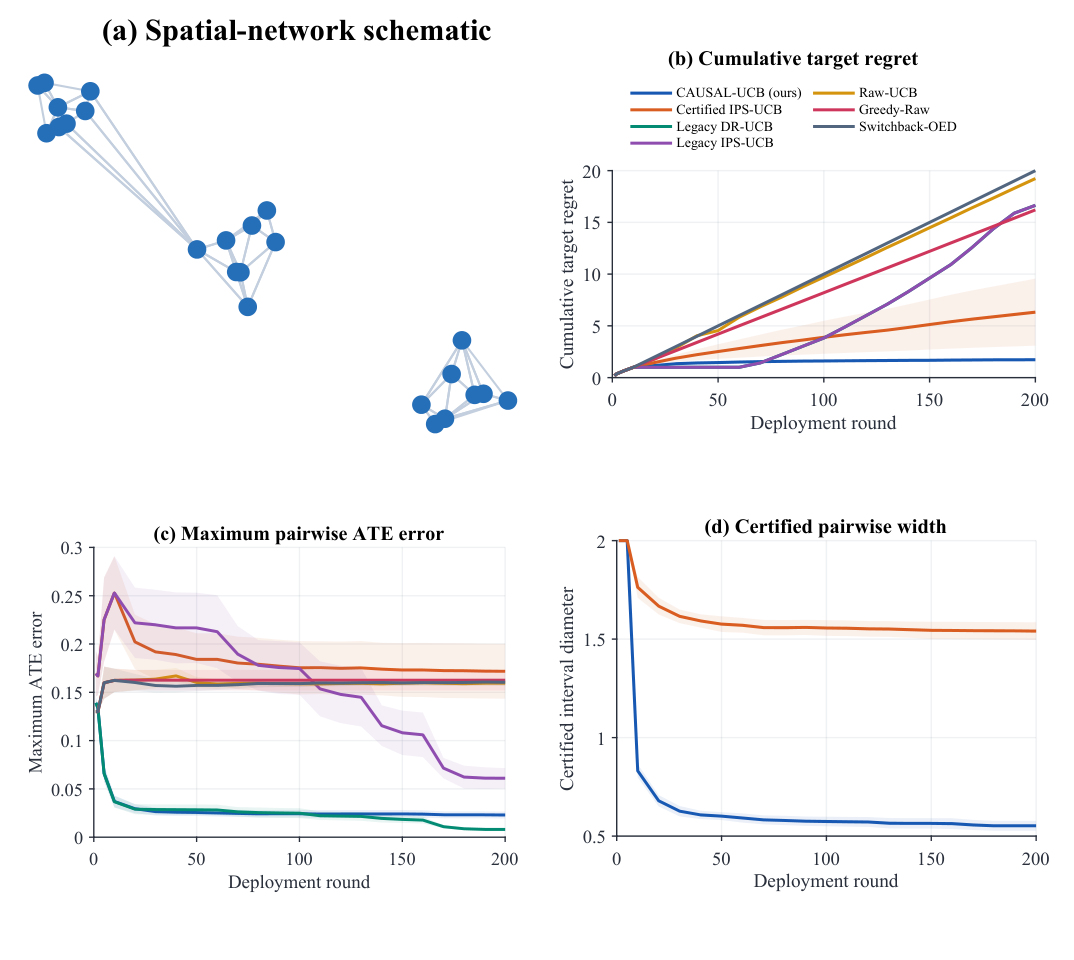 (a) Spatial-network schematic
(b) Cumulative target regret
CAUSAL-UCB (ours)
Certified IPS-UCB
Legacy DR-UCB
Legacy IPS-UCB
Raw-UCB
Greedy-Raw
Switchback-OED
Cumulative target regret
20
15
10
5
0
0 50 100 150 200
Deployment round
(c) Maximum pairwise ATE error
Maximum ATE error
0.3
0.25
0.2
0.15
0.1
0.05
0
0 50 100 150 200
Deployment round
(d) Certified pairwise width
Certified interval diameter
2
1.5
1
0.5
0 50 100 150 200
Deployment round